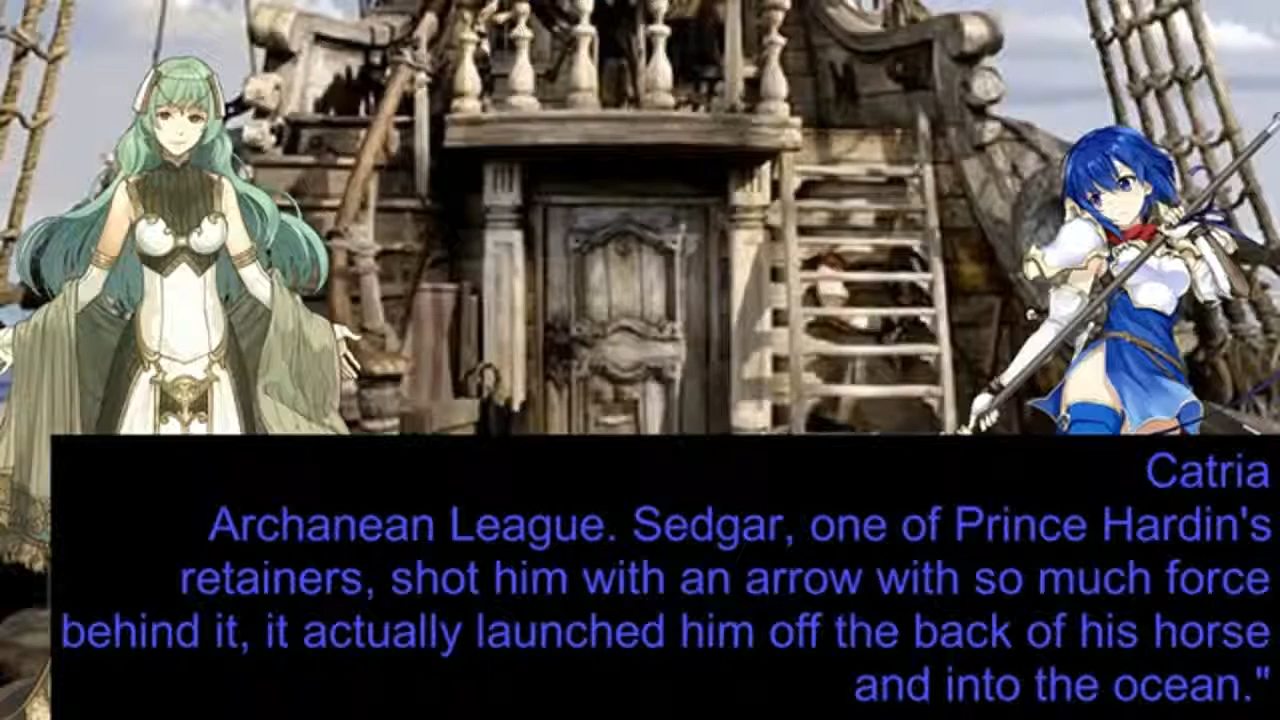 Catria
Archanean League. Sedgar, one of Prince Hardin's
retainers, shot him with an arrow with so much force
behind it, it actually launched him off the back of his horse
and into the ocean."